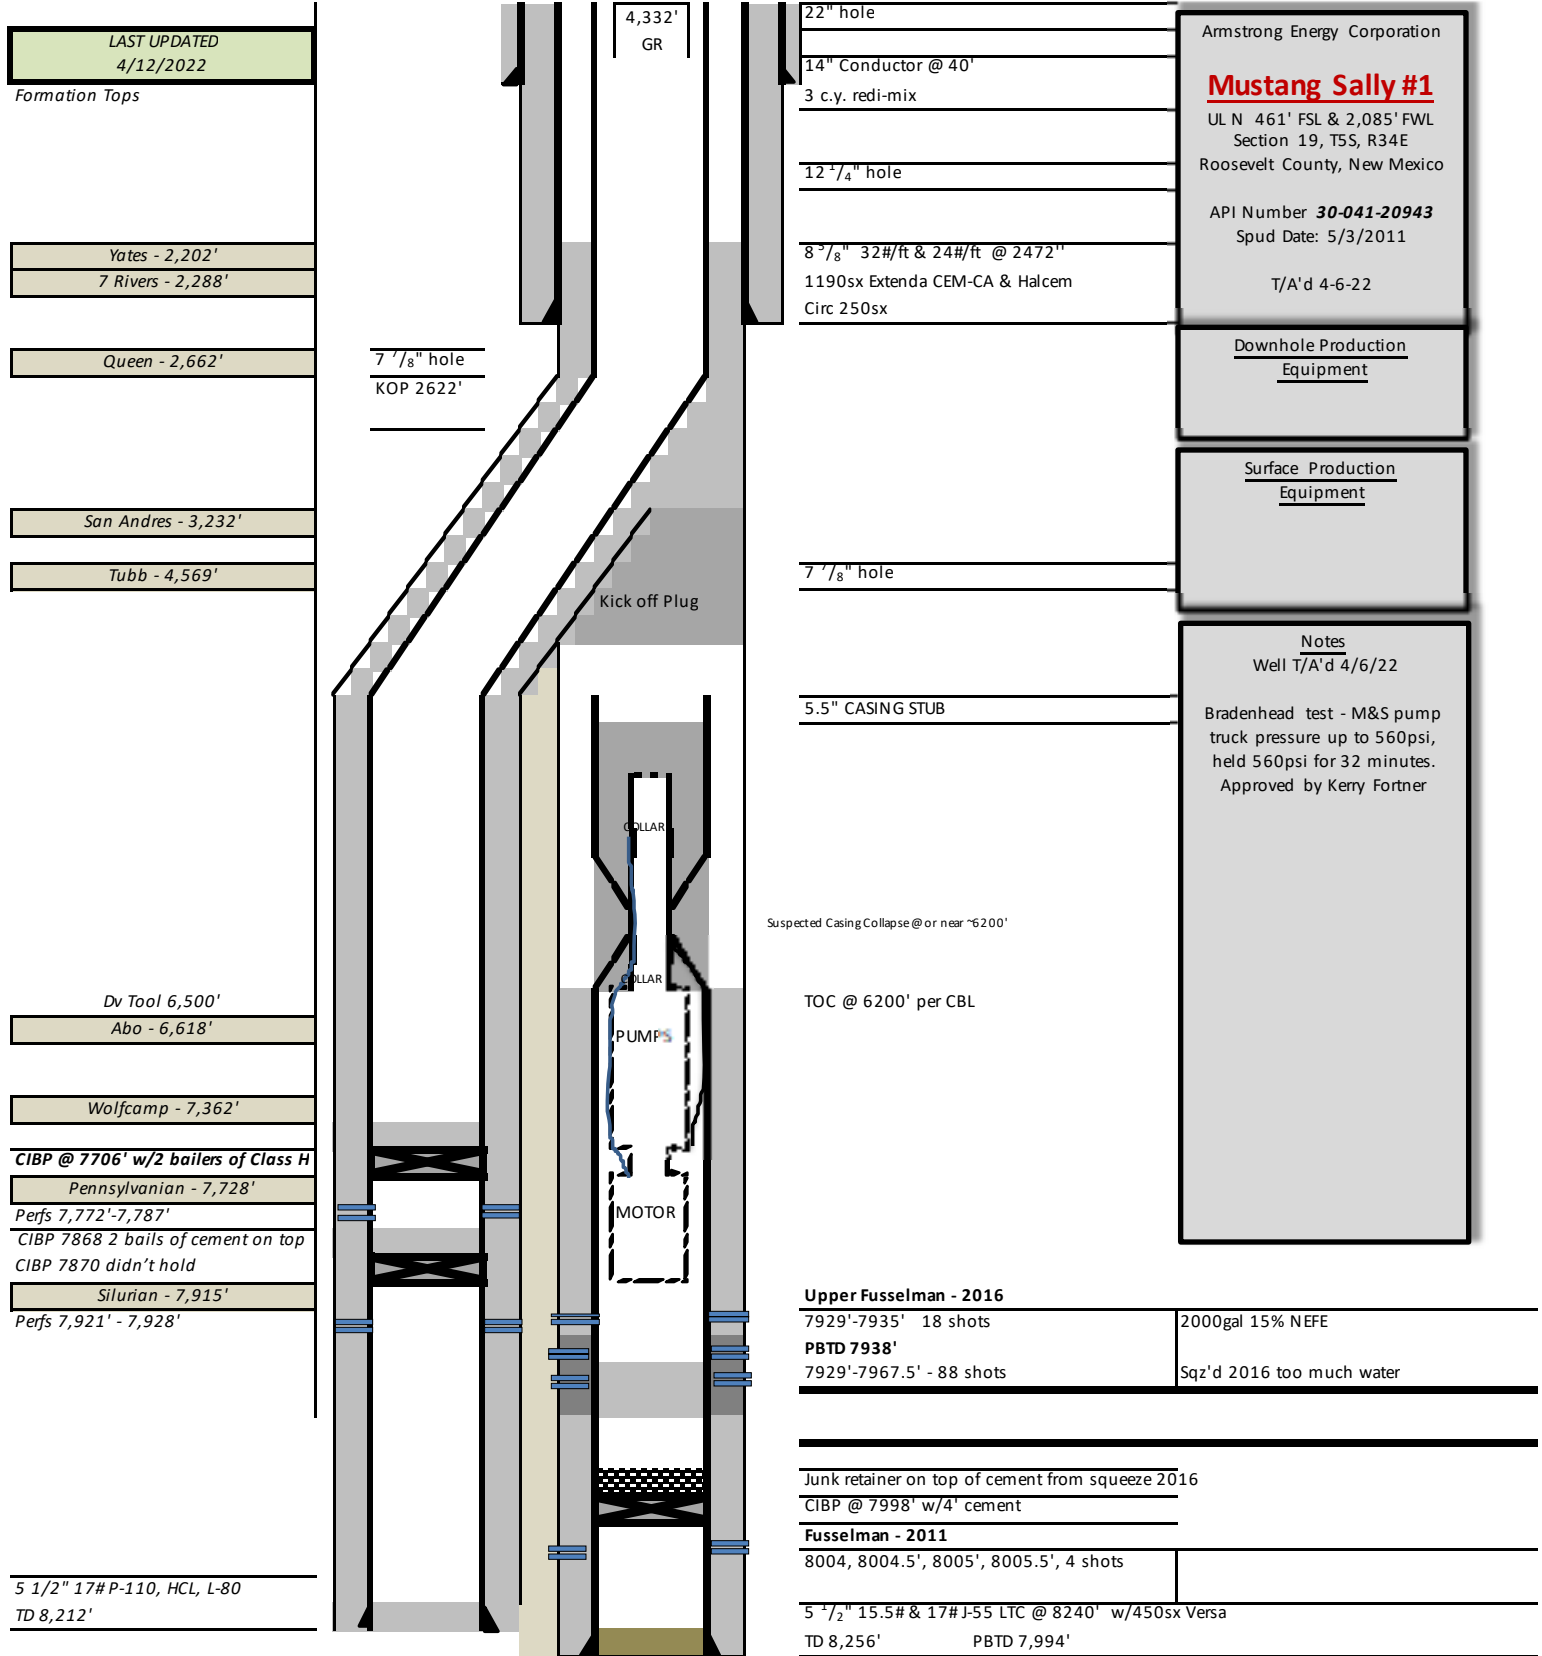 LAST UPDATED
4/12/2022
Formation Tops
Yates - 2,202'
7 Rivers - 2,288'
Queen - 2,662'
San Andres - 3,232'
Tubb - 4,569'
Dv Tool 6,500'
Abo - 6,618'
Wolfcamp - 7,362'
CIBP @ 7706' w/2 bailers of Class H
Pennsylvanian - 7,728'
Perfs 7,772'-7,787'
CIBP 7868 2 bails of cement on top
CIBP 7870 didn't hold
Silurian - 7,915'
Perfs 7,921' - 7,928'
5 1/2" 17# P-110, HCL, L-80
TD 8,212'
7 7/8" hole
KOP 2622'
4,332'
GR
Kick off Plug
COLLAR
COLLAR
PUMPS
MOTOR
22" hole
14" Conductor @ 40'
3 c.y. redi-mix
12 1/4" hole
8 5/8" 32#/ft & 24#/ft @ 2472''
1190sx Extenda CEM-CA & Halcem
Circ 250sx
7 7/8" hole
5.5" CASING STUB
Suspected Casing Collapse @ or near ~6200'
TOC @ 6200' per CBL
Upper Fusselman - 2016
7929'-7935' 18 shots 2000gal 15% NEFE
PBTD 7938'
7929'-7967.5' - 88 shots Sqz'd 2016 too much water
Junk retainer on top of cement from squeeze 2016
CIBP @ 7998' w/4' cement
Fusselman - 2011
8004, 8004.5', 8005', 8005.5', 4 shots
5 1/2" 15.5# & 17# J-55 LTC @ 8240' w/450sx Versa
TD 8,256' PBTD 7,994'
Armstrong Energy Corporation
Mustang Sally #1
UL N 461' FSL & 2,085' FWL
Section 19, T5S, R34E
Roosevelt County, New Mexico
API Number 30-041-20943
Spud Date: 5/3/2011
T/A'd 4-6-22
Downhole Production
Equipment
Surface Production
Equipment
Notes
Well T/A'd 4/6/22
Bradenhead test - M&S pump
truck pressure up to 560psi,
held 560psi for 32 minutes.
Approved by Kerry Fortner